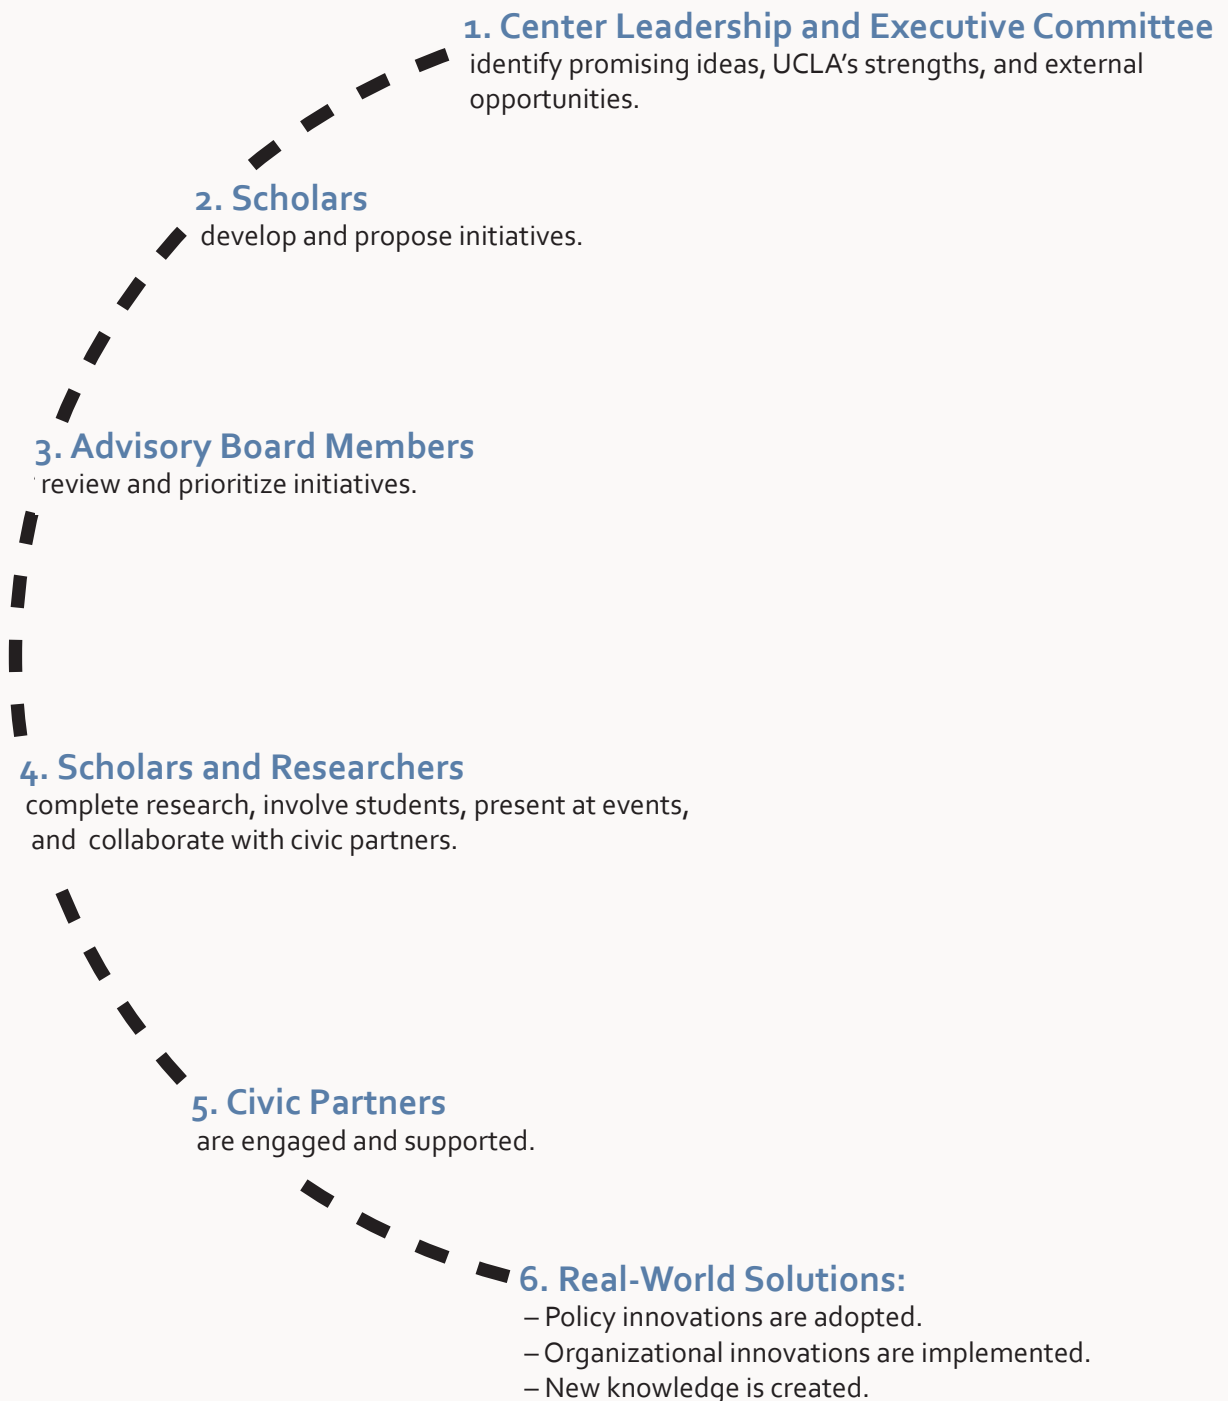 1. Center Leadership and Executive Committee
identify promising ideas, UCLA’s strengths, and external
opportunities.
2. Scholars
develop and propose initiatives.
3. Advisory Board Members
review and prioritize initiatives.
4. Scholars and Researchers
complete research, involve students, present at events,
and collaborate with civic partners.
5. Civic Partners
are engaged and supported.
6. Real-World Solutions:
– Policy innovations are adopted.
– Organizational innovations are implemented.
– New knowledge is created.